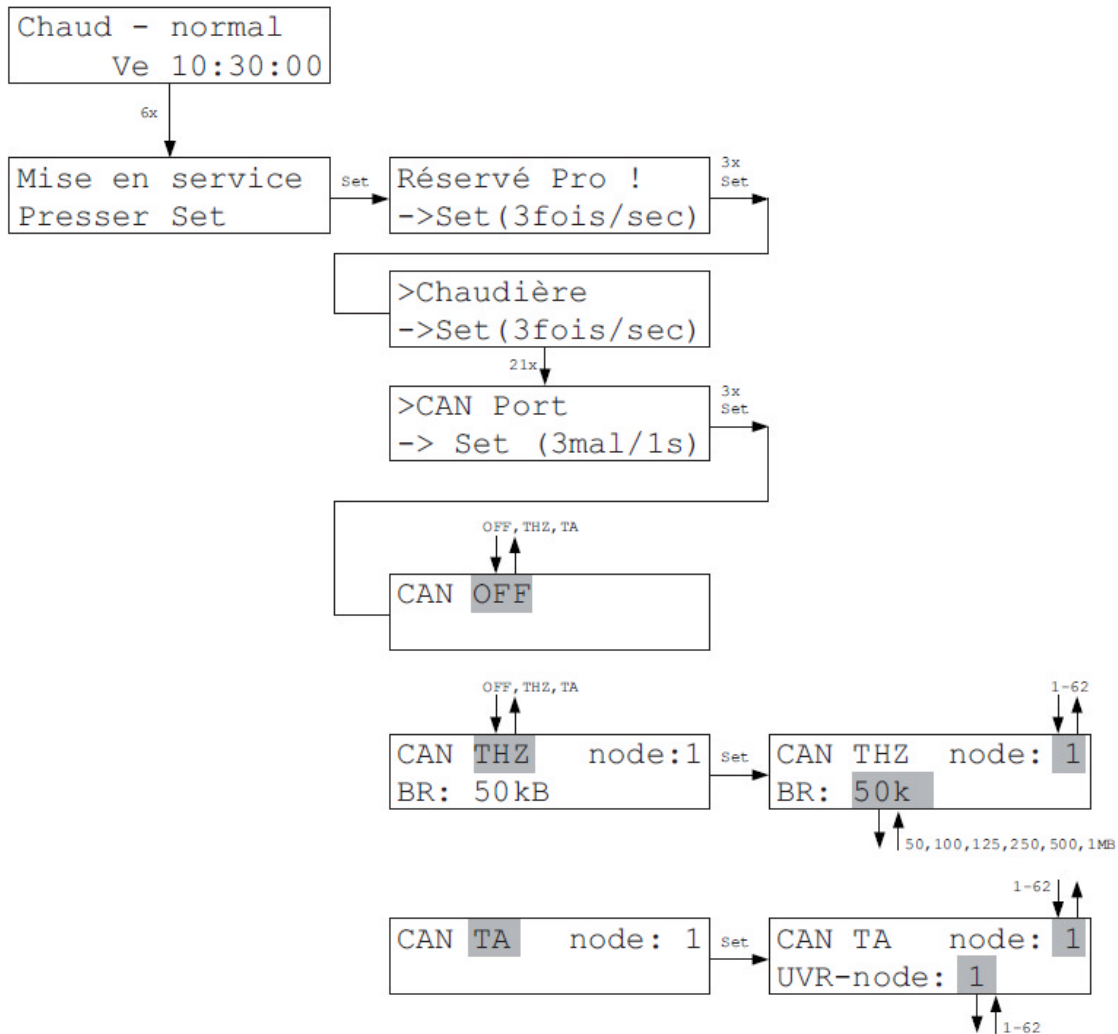 Chaud - normal
Ve 10:30:00
6x
Mise en service
Presser Set
Set
Réservé Pro !
->Set(3fois/sec)
3x
Set
>Chaudière
->Set(3fois/sec)
21x
>CAN Port
-> Set (3mal/1s)
3x
Set
OFF,THZ,TA
CAN OFF
OFF,THZ,TA
CAN THZ node:1
BR: 50kB
Set
1-62
CAN THZ node: 1
BR: 50k
50,100,125,250,500,1MB
CAN TA node: 1
Set
1-62
CAN TA node: 1
UVR-node: 1
1-62